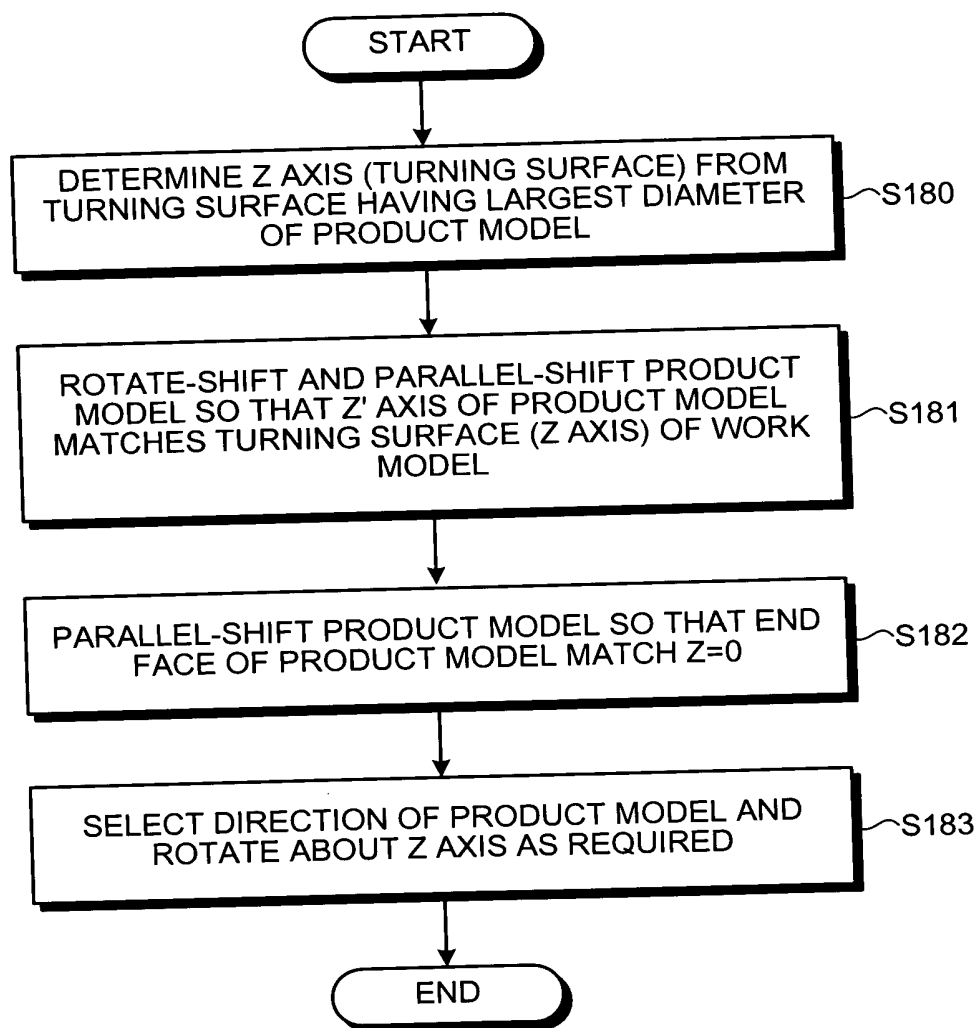 START
DETERMINE Z AXIS (TURNING SURFACE) FROM
TURNING SURFACE HAVING LARGEST DIAMETER
OF PRODUCT MODEL
S180
ROTATE-SHIFT AND PARALLEL-SHIFT PRODUCT
MODEL SO THAT Z' AXIS OF PRODUCT MODEL
MATCHES TURNING SURFACE (Z AXIS) OF WORK
MODEL
S181
PARALLEL-SHIFT PRODUCT MODEL SO THAT END
FACE OF PRODUCT MODEL MATCH Z=0
S182
SELECT DIRECTION OF PRODUCT MODEL AND
ROTATE ABOUT Z AXIS AS REQUIRED
S183
END